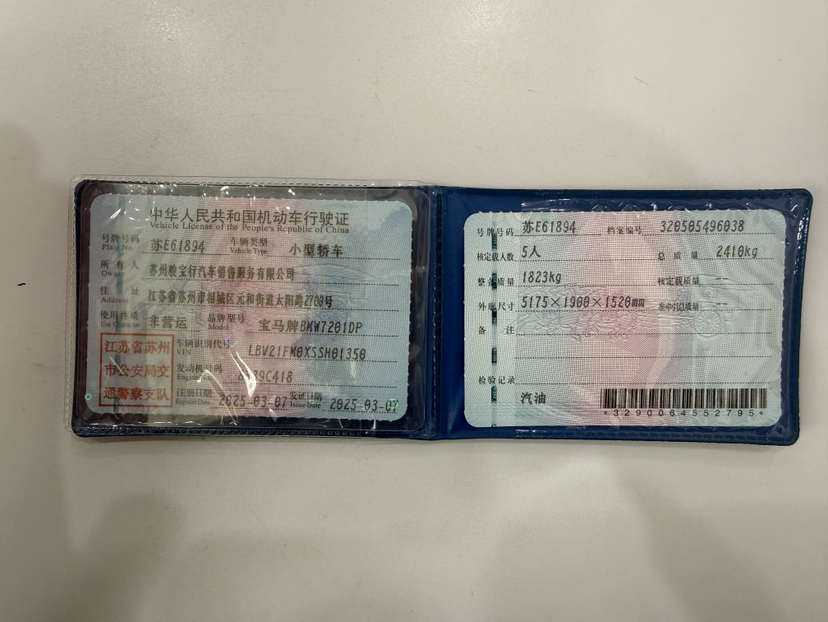 中华人民共和国机动车行驶证
Vehicle License of the People's Republic of China
号牌号码 Plate No. 苏E61894 车辆类型 Vehicle Type 小型轿车
所有人 Owner 苏州骏宝行汽车销售服务有限公司
住址 Address 江苏省苏州市相城区元和街道太阳路2700号
使用性质 Use Character 非营运 品牌型号 Model 宝马牌BMW7201DP
江苏省苏州
市公安局交
通警察支队
车辆识别代号 VIN LBV21FM0XSSH01350
发动机号码 39C418
注册日期 2025-03-07 发证日期 Issue Date 2025-03-07
号牌号码 苏E61894 档案编号 320505496038
核定载人数 5人 总质量 2410kg
整备质量 1823kg 核定载质量 --
外廓尺寸 5175×1900×1520mm 准牵引总质量 --
备注
检验记录
汽油
*3290064552795*